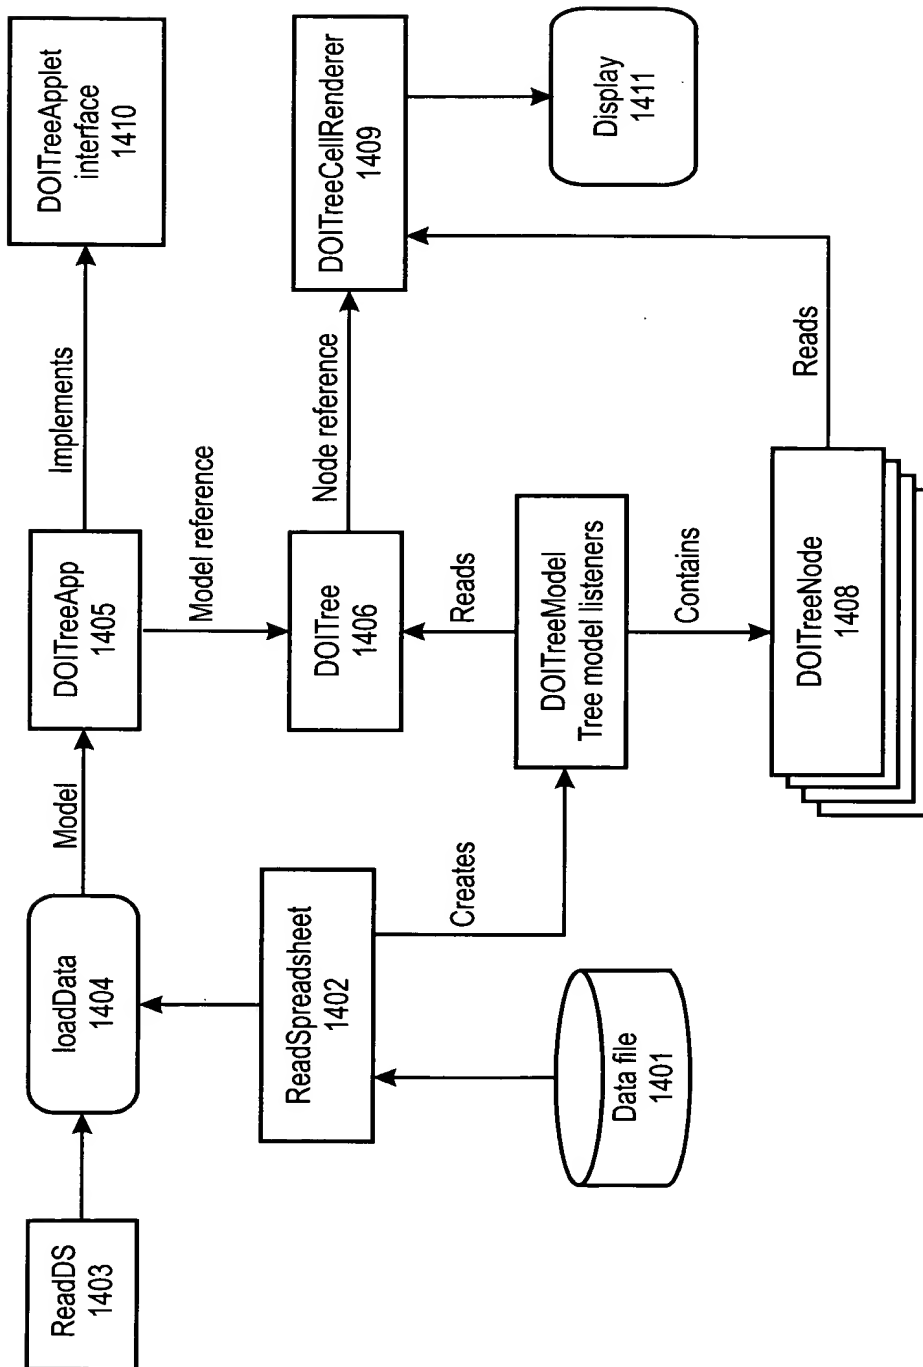 ReadDS
1403
loadData
1404
Model
DOITreeApp
1405
Implements
DOITreeApplet
interface
1410
Model reference
ReadSpreadsheet
1402
DOITree
1406
Node reference
DOITreeCellRenderer
1409
Creates
Reads
Data file
1401
DOITreeModel
Tree model listeners
Display
1411
Contains
DOITreeNode
1408
Reads